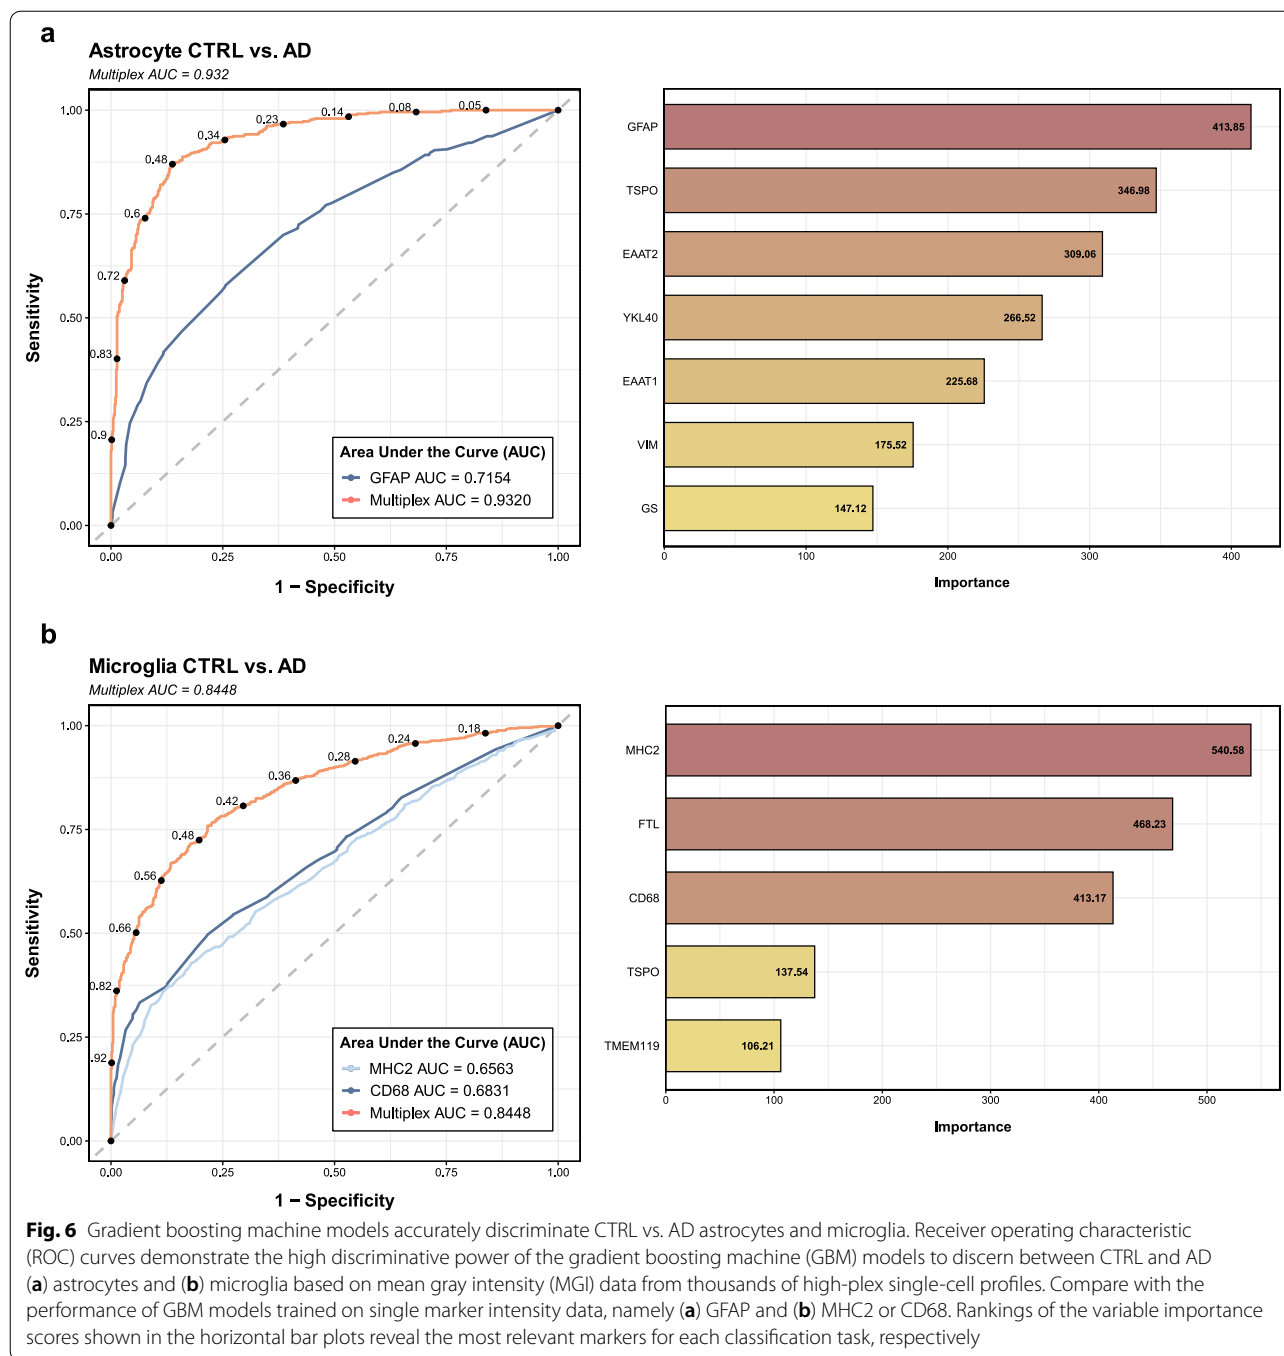 a
Astrocyte CTRL vs. AD
Multiplex AUC = 0.932
1.00
0.75
0.50
0.25
0.00
Sensitivity
0.9
0.83
0.72
0.6
0.48
0.34
0.23
0.14
0.08
0.05
Area Under the Curve (AUC)
GFAP AUC = 0.7154
Multiplex AUC = 0.9320
0.00 0.25 0.50 0.75 1.00
1 − Specificity
GFAP 413.85
TSPO 346.98
EAAT2 309.06
YKL40 266.52
EAAT1 225.68
VIM 175.52
GS 147.12
0 100 200 300 400
Importance
b
Microglia CTRL vs. AD
Multiplex AUC = 0.8448
1.00
0.75
0.50
0.25
0.00
Sensitivity
.92
0.82
0.66
0.56
0.48
0.42
0.36
0.28
0.24
0.18
Area Under the Curve (AUC)
MHC2 AUC = 0.6563
CD68 AUC = 0.6831
Multiplex AUC = 0.8448
0.00 0.25 0.50 0.75 1.00
1 − Specificity
MHC2 540.58
FTL 468.23
CD68 413.17
TSPO 137.54
TMEM119 106.21
0 100 200 300 400 500
Importance
Fig. 6 Gradient boosting machine models accurately discriminate CTRL vs. AD astrocytes and microglia. Receiver operating characteristic
(ROC) curves demonstrate the high discriminative power of the gradient boosting machine (GBM) models to discern between CTRL and AD
(a) astrocytes and (b) microglia based on mean gray intensity (MGI) data from thousands of high-plex single-cell profiles. Compare with the
performance of GBM models trained on single marker intensity data, namely (a) GFAP and (b) MHC2 or CD68. Rankings of the variable importance
scores shown in the horizontal bar plots reveal the most relevant markers for each classification task, respectively